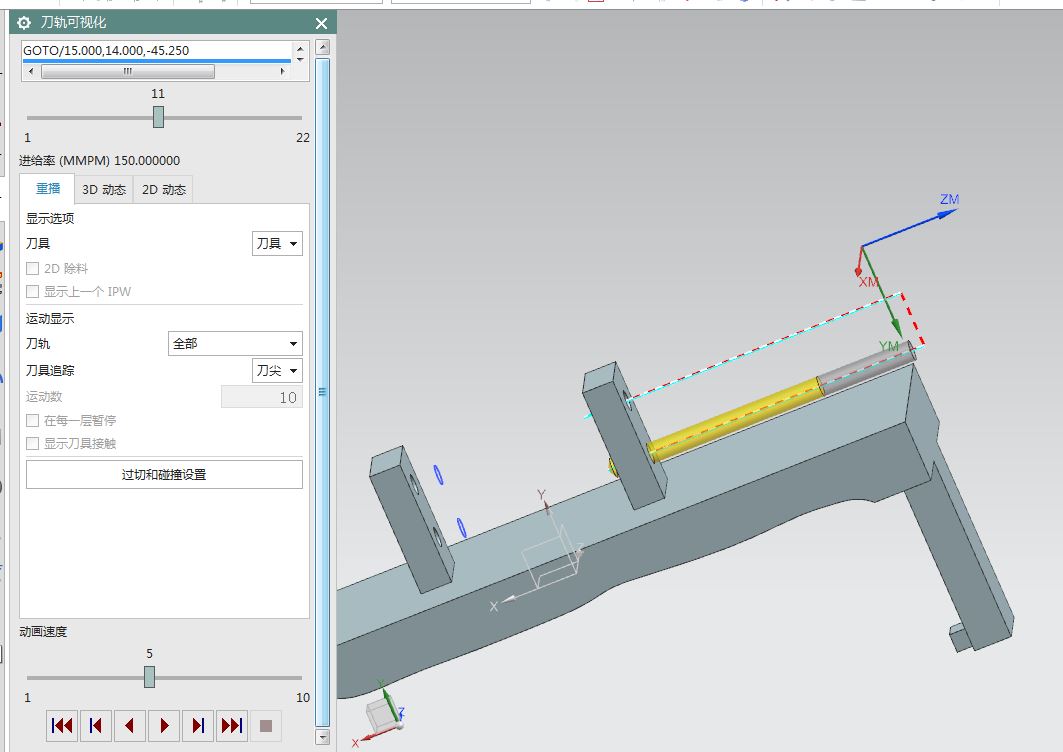 刀轨可视化
GOTO/15.000,14.000,-45.250
11
1 22
进给率 (MMPM) 150.000000
重播 3D 动态 2D 动态
显示选项
刀具 刀具
2D 除料
显示上一个 IPW
运动显示
刀轨 全部
刀具追踪 刀尖
运动数 10
在每一层暂停
显示刀具接触
过切和碰撞设置
动画速度
5
1 10
ZM
XM
YM
Y
Z
X
Y
Z
X